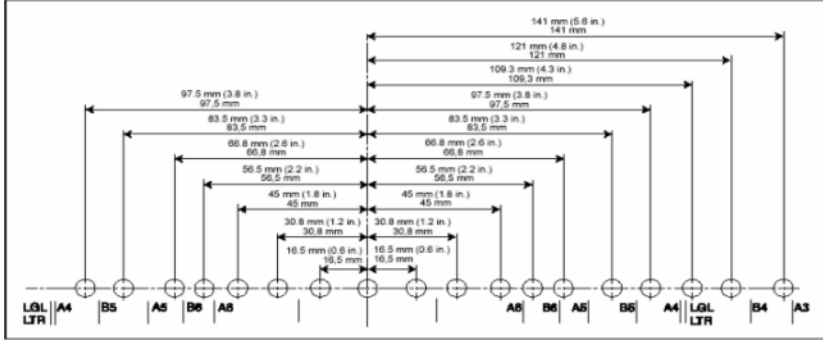 141 mm (5.6 in.)
141 mm
121 mm (4.8 in.)
121 mm
109.3 mm (4.3 in.)
109,3 mm
97.5 mm (3.8 in.) 97.5 mm (3.8 in.)
97,5 mm 97,5 mm
83.5 mm (3.3 in.) 83.5 mm (3.3 in.)
83,5 mm 83,5 mm
66.8 mm (2.6 in.) 66.8 mm (2.6 in.)
66,8 mm 66,8 mm
56.5 mm (2.2 in.) 56.5 mm (2.2 in.)
56,5 mm 56,5 mm
45 mm (1.8 in.) 45 mm (1.8 in.)
45 mm 45 mm
30.8 mm (1.2 in.) 30.8 mm (1.2 in.)
30,8 mm 30,8 mm
16.5 mm (0.6 in.) 16.5 mm (0.6 in.)
16,5 mm 16,5 mm
LGL A4 B5 A5 B6 A6 A6 B6 A5 B5 A4 LGL B4 A3
LTR LTR